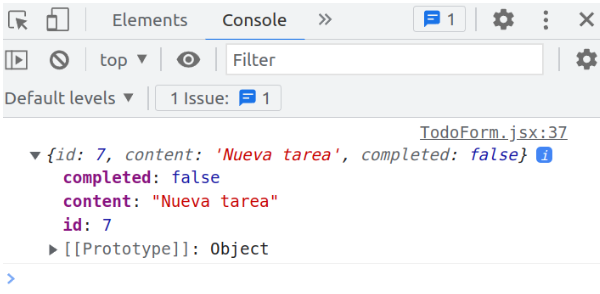 Elements Console » 1
top ▼ Filter
Default levels ▼ 1 Issue: 1
TodoForm.jsx:37
▼ {id: 7, content: 'Nueva tarea', completed: false} i
completed: false
content: "Nueva tarea"
id: 7
▶ [[Prototype]]: Object
>